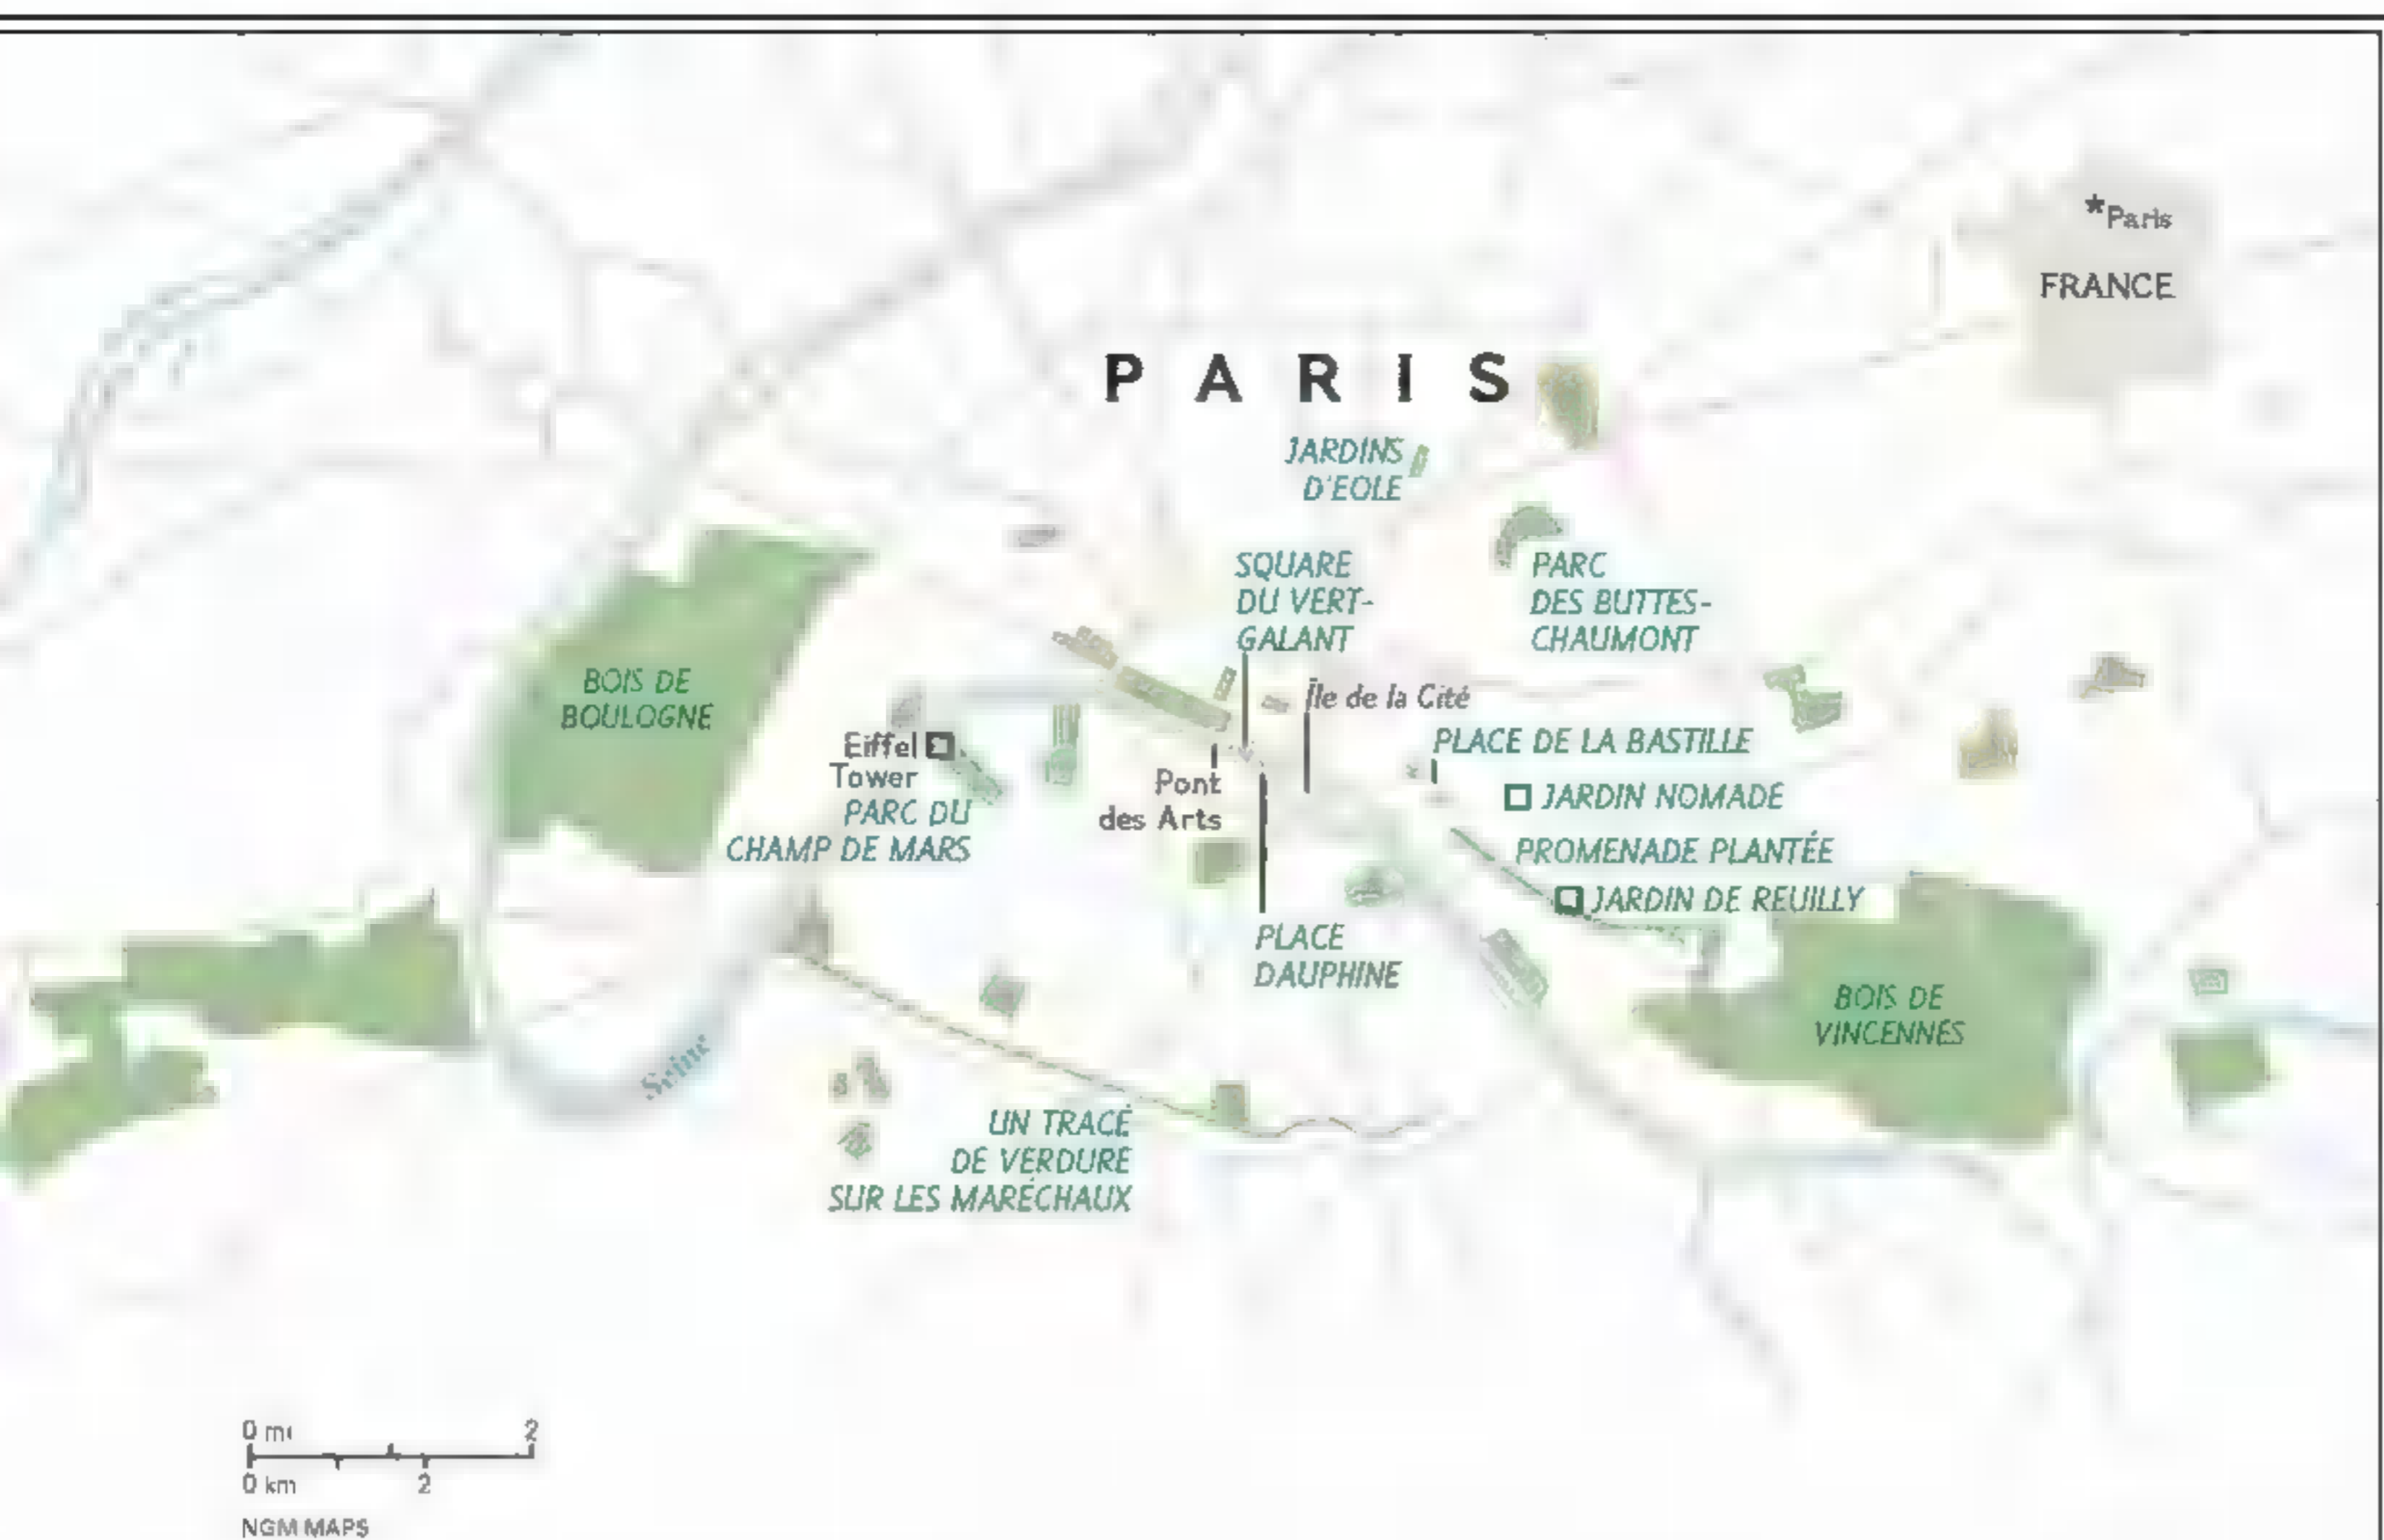 *Paris
FRANCE
PARIS
JARDINS
D'EOLE
SQUARE
DU VERT-
GALANT
PARC
DES BUTTES-
CHAUMONT
BOIS DE
BOULOGNE
Île de la Cité
Eiffel
Tower
PARC DU
CHAMP DE MARS
Pont
des Arts
PLACE DE LA BASTILLE
JARDIN NOMADE
PROMENADE PLANTÉE
JARDIN DE REUILLY
PLACE
DAUPHINE
BOIS DE
VINCENNES
Seine
UN TRACÉ
DE VERDURE
SUR LES MARÉCHAUX
0 mi 2
0 km 2
NGM MAPS